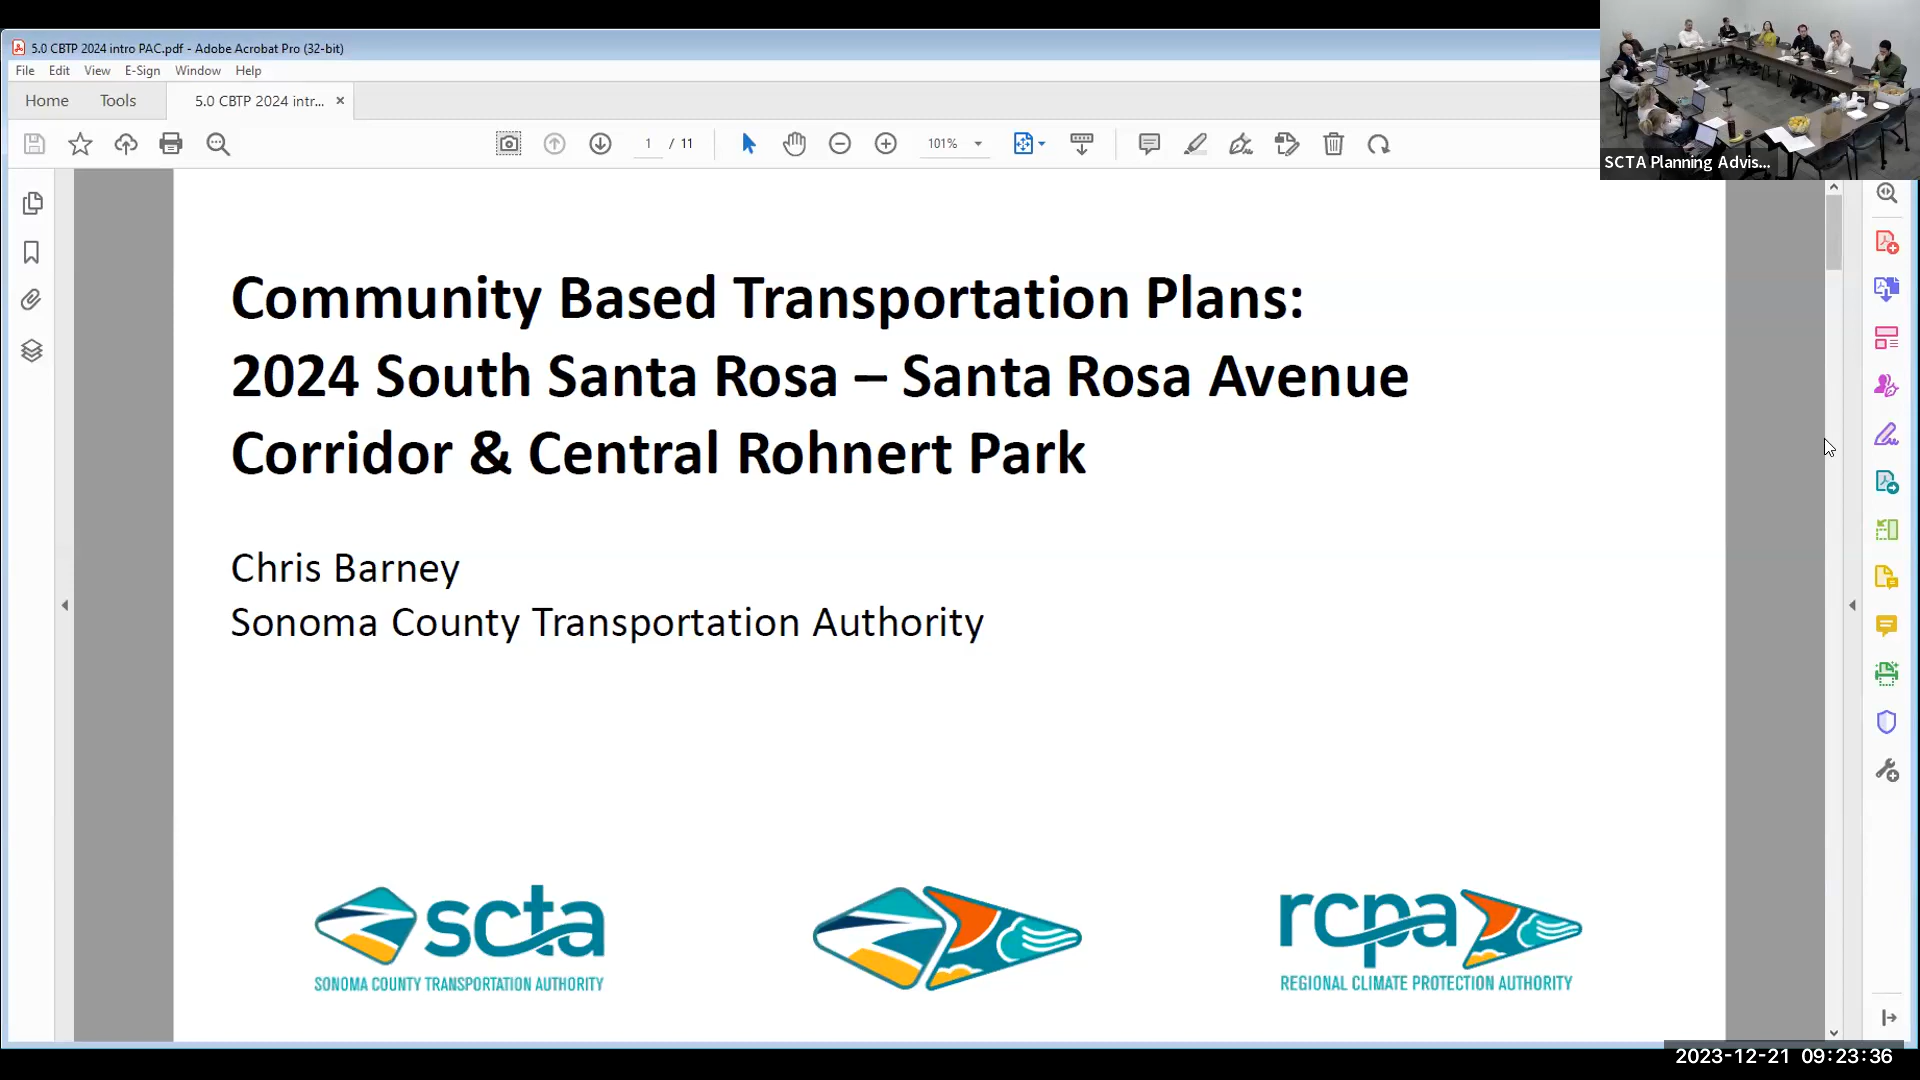 5.0 CBTP 2024 intro PAC.pdf - Adobe Acrobat Pro (32-bit)
File Edit View E-Sign Window Help
Home Tools 5.0 CBTP 2024 intr... ×
1 / 11 101%
SCTA Planning Advis...
Community Based Transportation Plans:
2024 South Santa Rosa – Santa Rosa Avenue
Corridor & Central Rohnert Park
Chris Barney
Sonoma County Transportation Authority
scta
SONOMA COUNTY TRANSPORTATION AUTHORITY
rcpa
REGIONAL CLIMATE PROTECTION AUTHORITY
2023-12-21 09:23:36